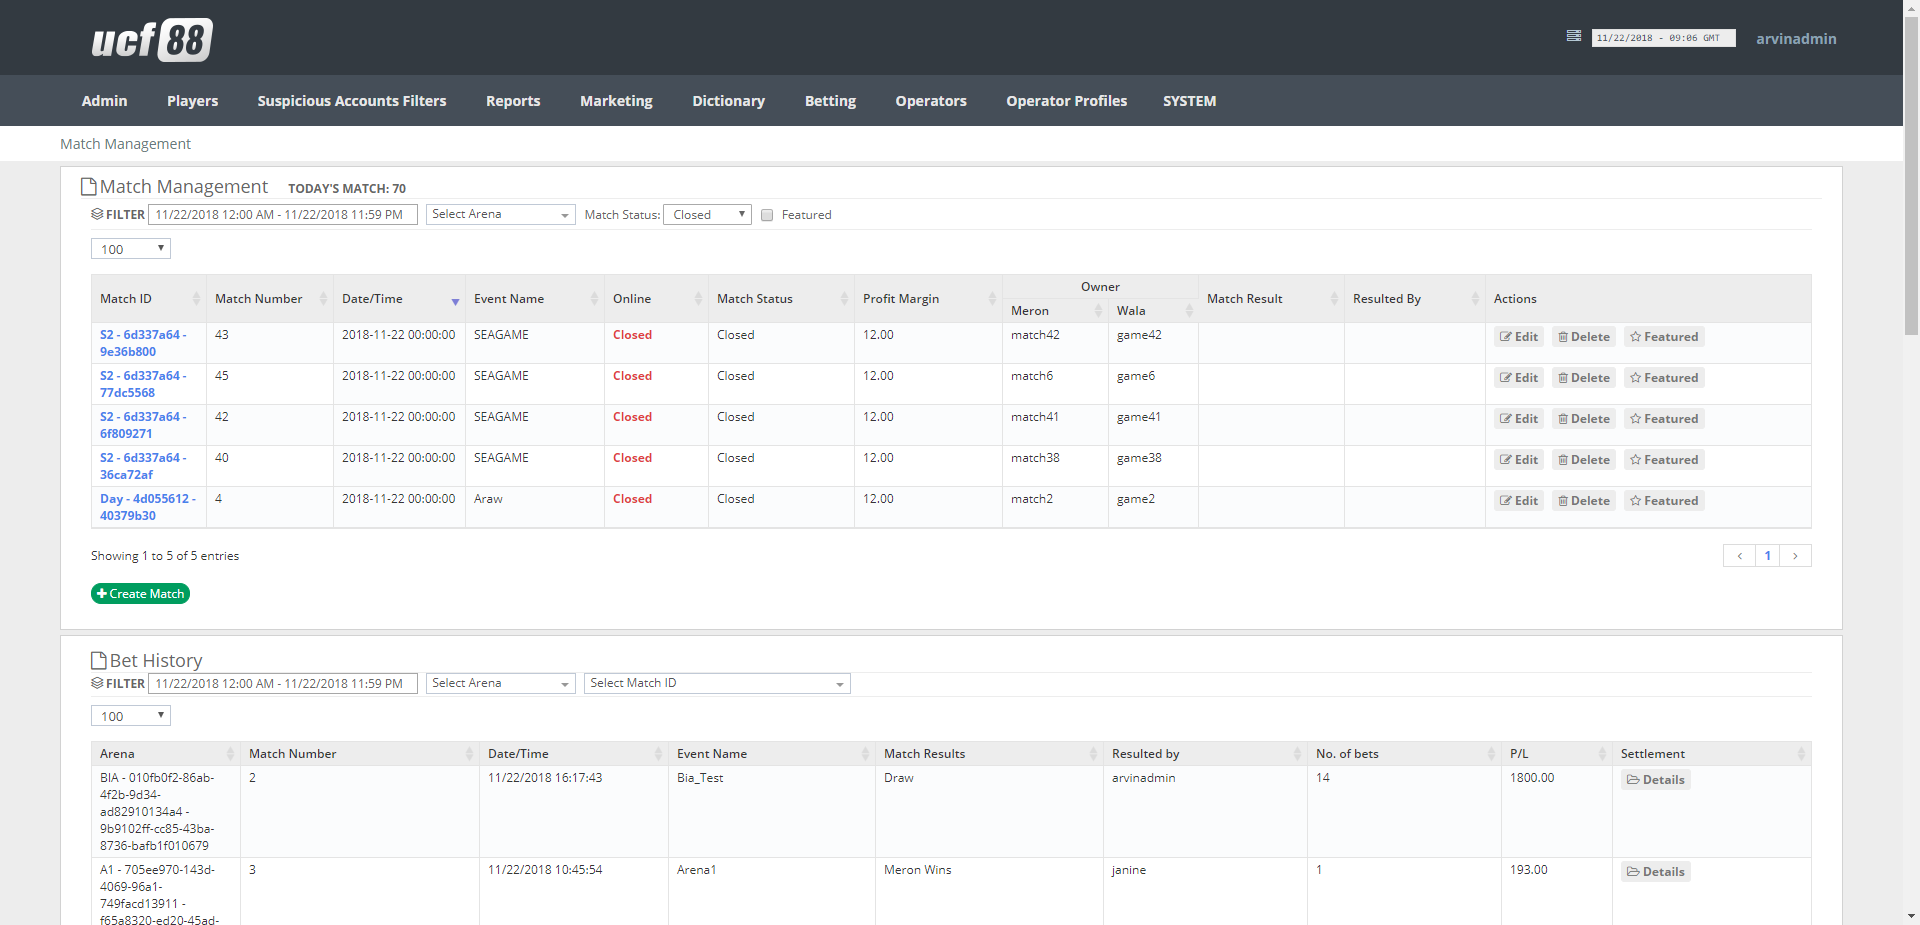 ucf 88
11/22/2018 - 09:06 GMT
arvinadmin
Admin Players Suspicious Accounts Filters Reports Marketing Dictionary Betting Operators Operator Profiles SYSTEM
Match Management
Match Management TODAY'S MATCH: 70
FILTER 11/22/2018 12:00 AM - 11/22/2018 11:59 PM Select Arena Match Status: Closed Featured
100
Match ID Match Number Date/Time Event Name Online Match Status Profit Margin Owner Match Result Resulted By Actions
Meron Wala
S2 - 6d337a64 - 43 2018-11-22 00:00:00 SEAGAME Closed Closed 12.00 match42 game42 Edit Delete Featured
9e36b800
S2 - 6d337a64 - 45 2018-11-22 00:00:00 SEAGAME Closed Closed 12.00 match6 game6 Edit Delete Featured
77dc5568
S2 - 6d337a64 - 42 2018-11-22 00:00:00 SEAGAME Closed Closed 12.00 match41 game41 Edit Delete Featured
6f809271
S2 - 6d337a64 - 40 2018-11-22 00:00:00 SEAGAME Closed Closed 12.00 match38 game38 Edit Delete Featured
36ca72af
Day - 4d055612 - 4 2018-11-22 00:00:00 Araw Closed Closed 12.00 match2 game2 Edit Delete Featured
40379b30
Showing 1 to 5 of 5 entries
< 1 >
Create Match
Bet History
FILTER 11/22/2018 12:00 AM - 11/22/2018 11:59 PM Select Arena Select Match ID
100
Arena Match Number Date/Time Event Name Match Results Resulted by No. of bets P/L Settlement
BIA - 010fb0f2-86ab- 2 11/22/2018 16:17:43 Bia_Test Draw arvinadmin 14 1800.00 Details
4f2b-9d34-
ad82910134a4 -
9b9102ff-cc85-43ba-
8736-bafb1f010679
A1 - 705ee970-143d- 3 11/22/2018 10:45:54 Arena1 Meron Wins janine 1 193.00 Details
4069-96a1-
749facd13911 -
f65a8320-ed20-45ad-